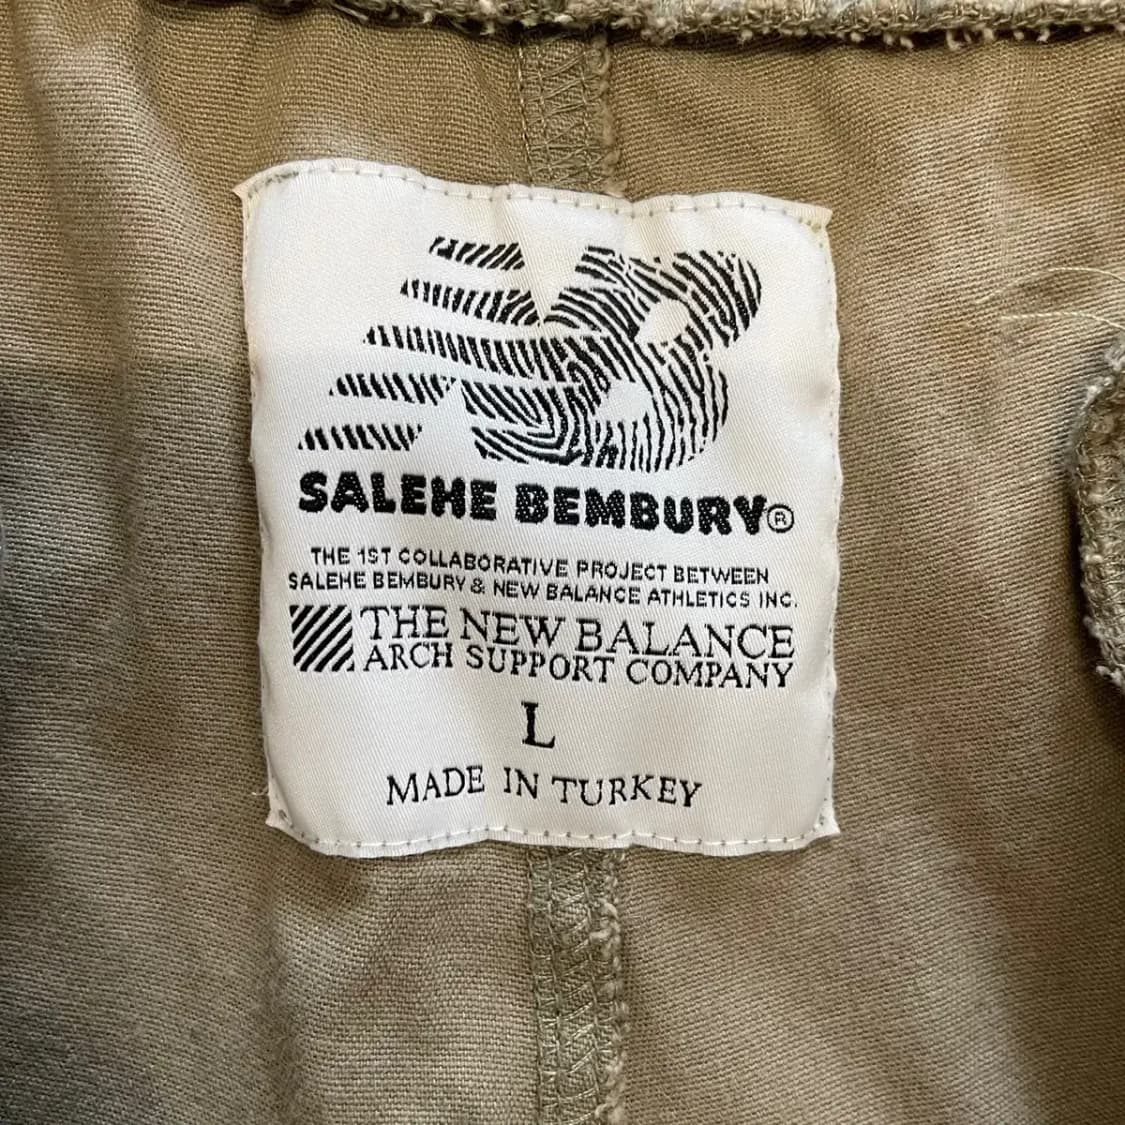 NB
SALEHE BEMBURY®
THE 1ST COLLABORATIVE PROJECT BETWEEN
SALEHE BEMBURY & NEW BALANCE ATHLETICS INC.
THE NEW BALANCE
ARCH SUPPORT COMPANY
L
MADE IN TURKEY